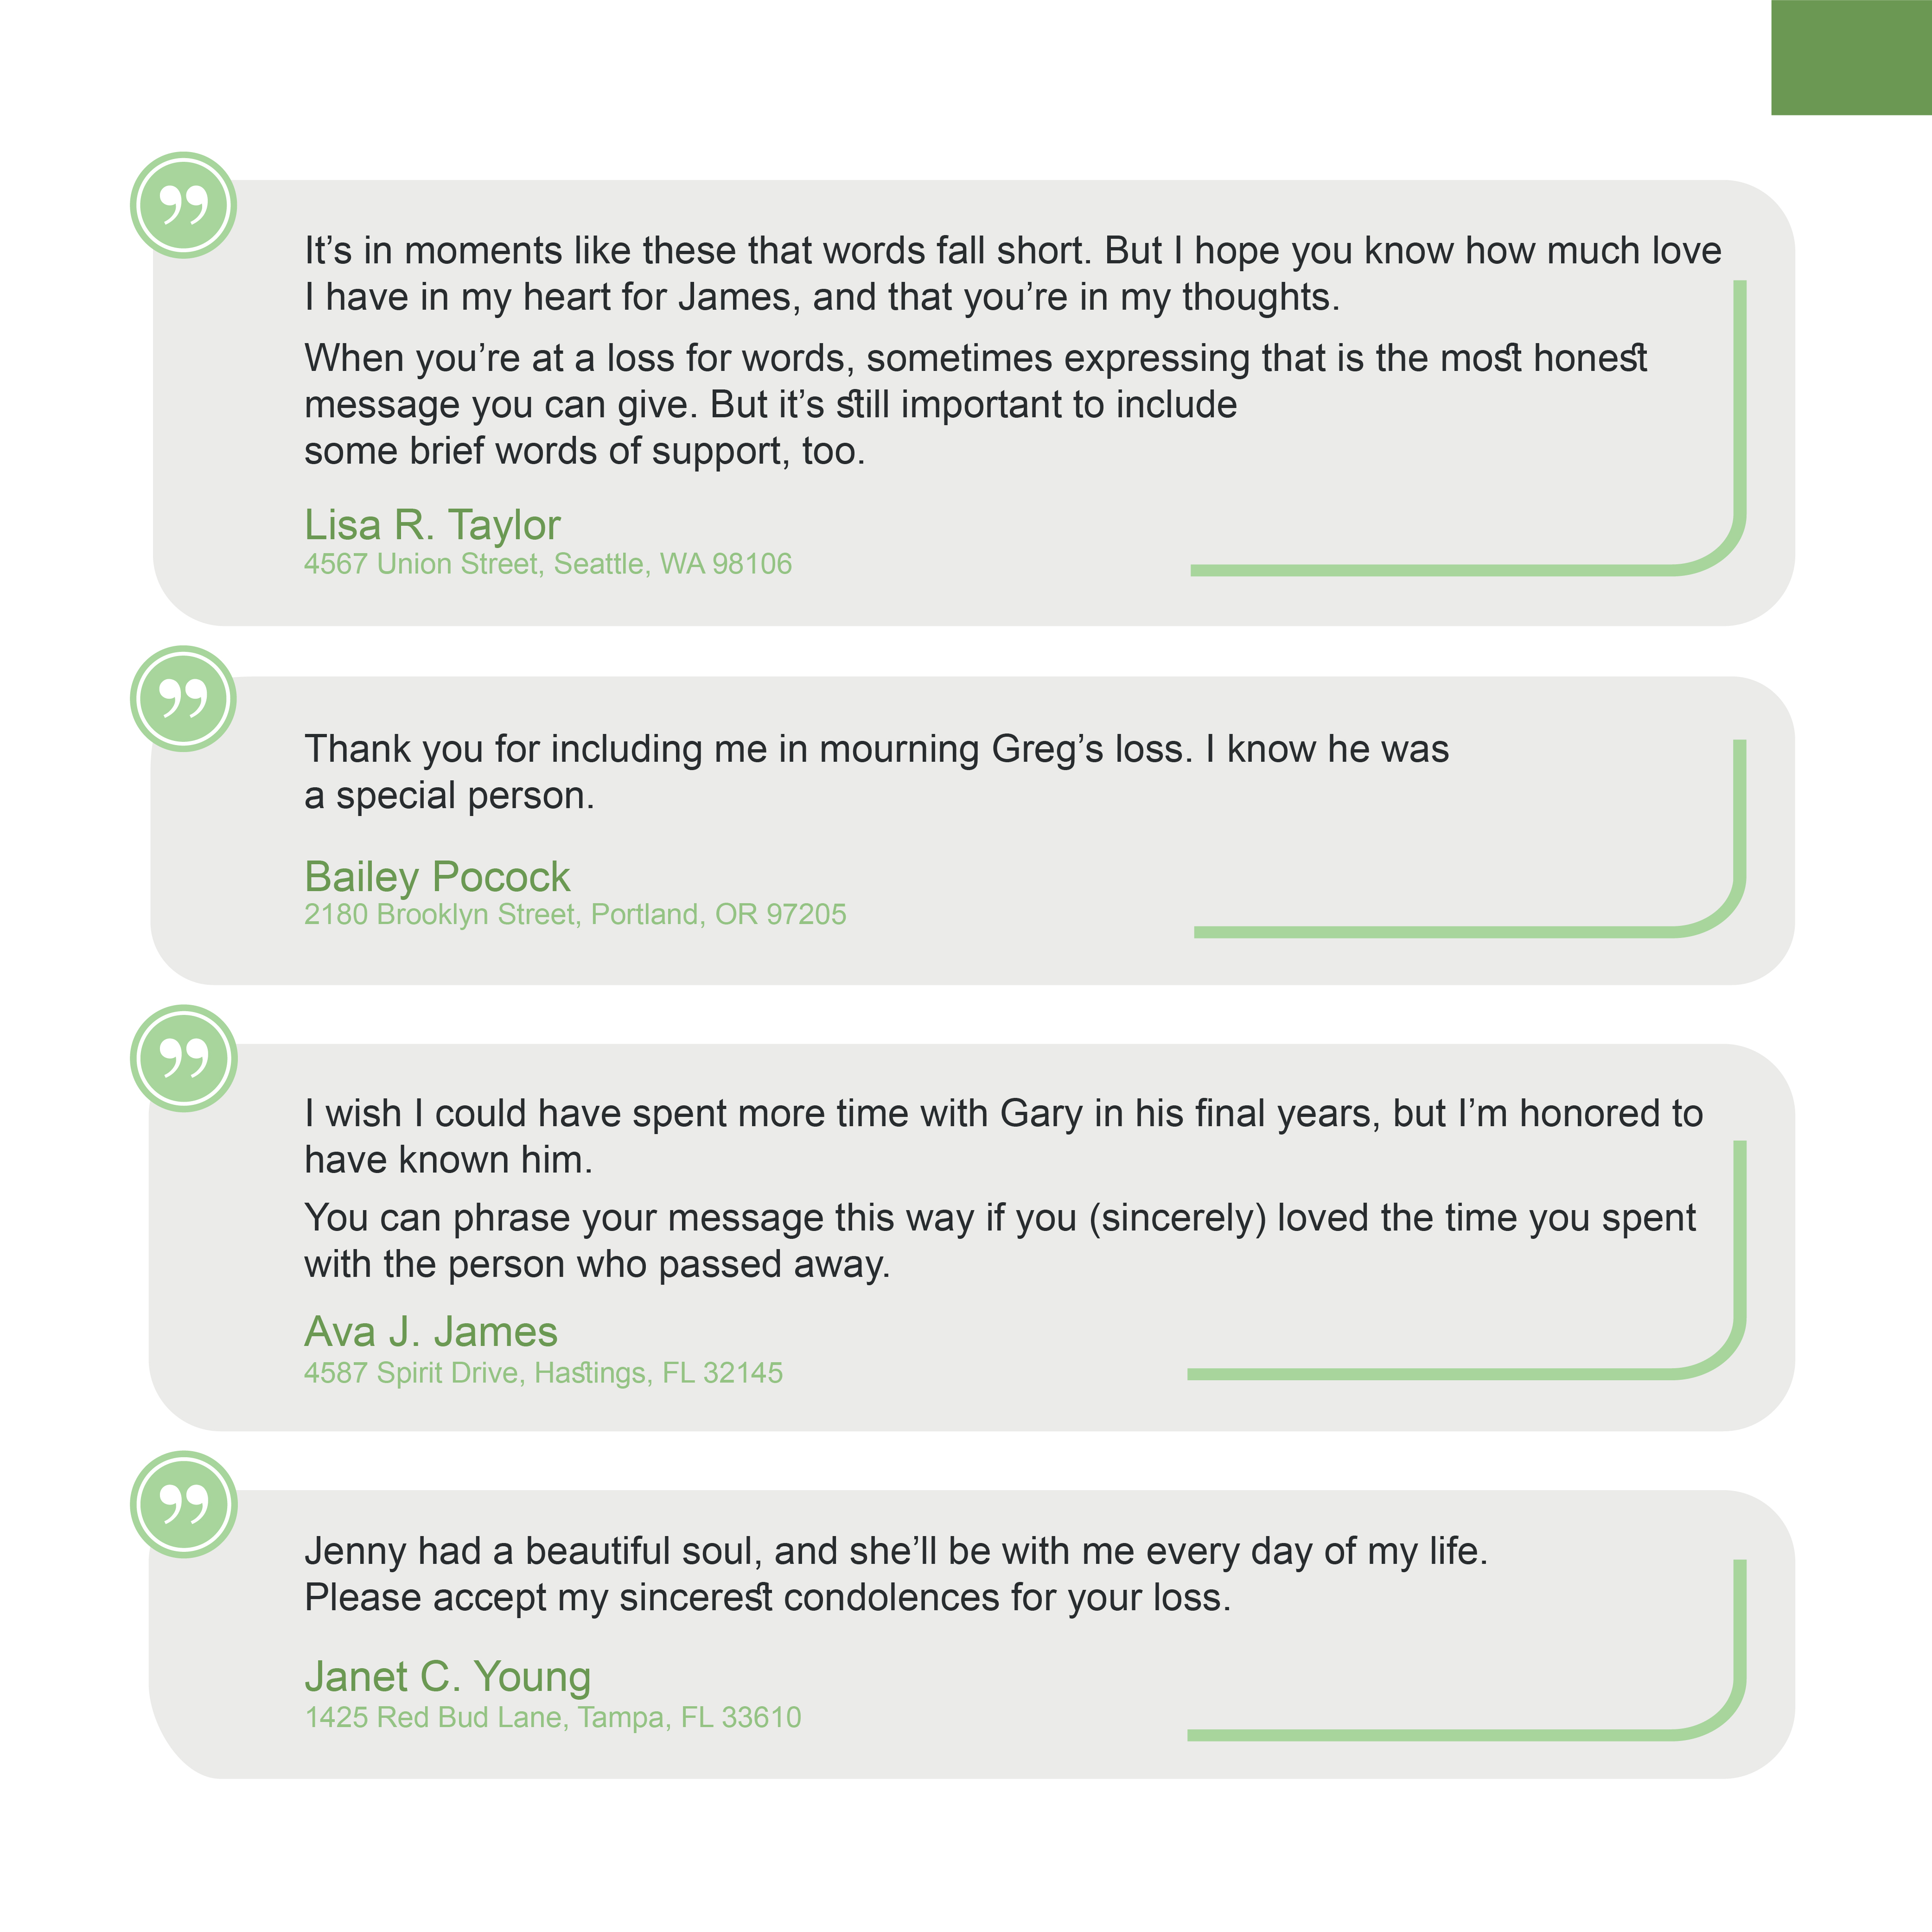 It’s in moments like these that words fall short. But I hope you know how much love
I have in my heart for James, and that you’re in my thoughts.
When you’re at a loss for words, sometimes expressing that is the most honest
message you can give. But it’s still important to include
some brief words of support, too.
Lisa R. Taylor
4567 Union Street, Seattle, WA 98106
Thank you for including me in mourning Greg’s loss. I know he was
a special person.
Bailey Pocock
2180 Brooklyn Street, Portland, OR 97205
I wish I could have spent more time with Gary in his final years, but I’m honored to
have known him.
You can phrase your message this way if you (sincerely) loved the time you spent
with the person who passed away.
Ava J. James
4587 Spirit Drive, Hastings, FL 32145
Jenny had a beautiful soul, and she’ll be with me every day of my life.
Please accept my sincerest condolences for your loss.
Janet C. Young
1425 Red Bud Lane, Tampa, FL 33610